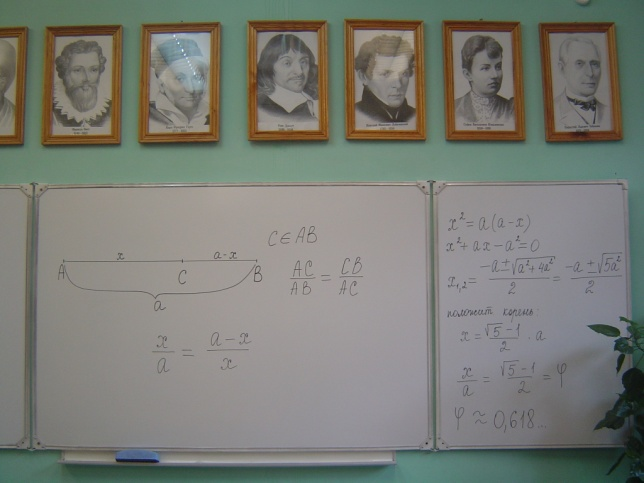 x a-x
A C B
a
C∈AB
AC/AB = CB/AC
x/a = a-x/x
x² = a(a-x)
x²+ax-a²=0
x₁,₂ = -a±√a²+4a²/2 = -a±√5a²/2
положит корень:
x = √5-1/2 · a
x/a = √5-1/2 = φ
φ ≈ 0,618...